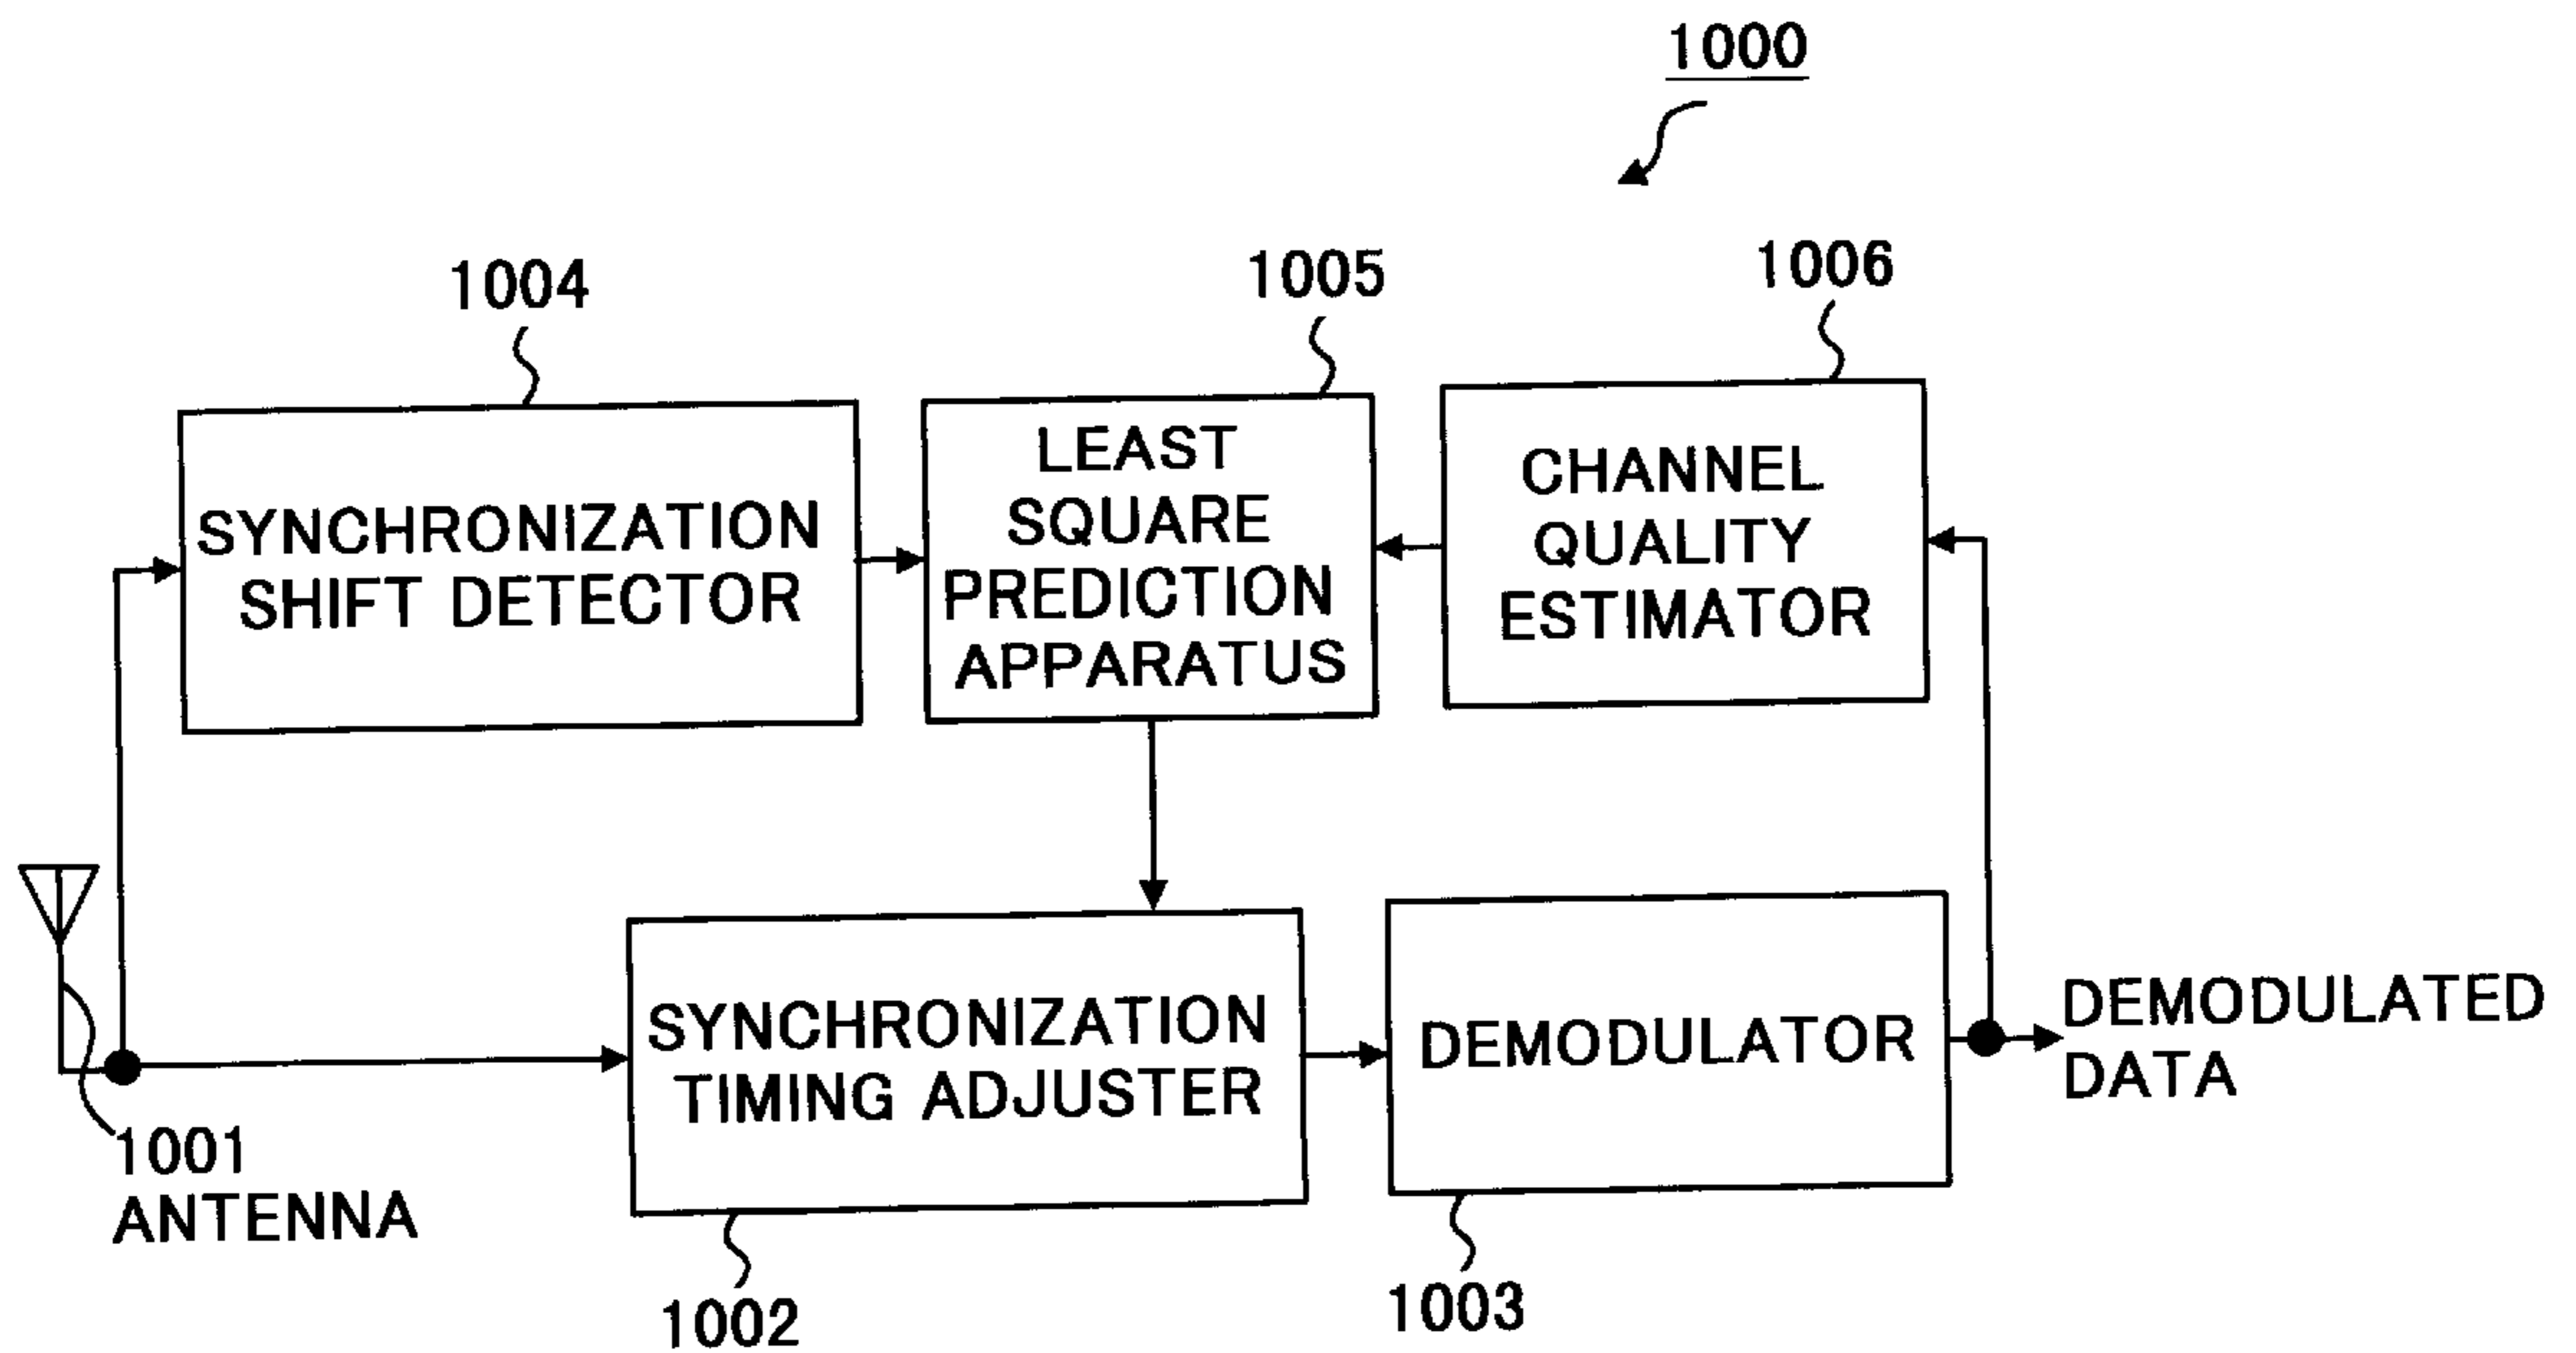 1000
1004
1005
1006
SYNCHRONIZATION
SHIFT DETECTOR
LEAST
SQUARE
PREDICTION
APPARATUS
CHANNEL
QUALITY
ESTIMATOR
SYNCHRONIZATION
TIMING ADJUSTER
DEMODULATOR
DEMODULATED
DATA
1001
ANTENNA
1002
1003